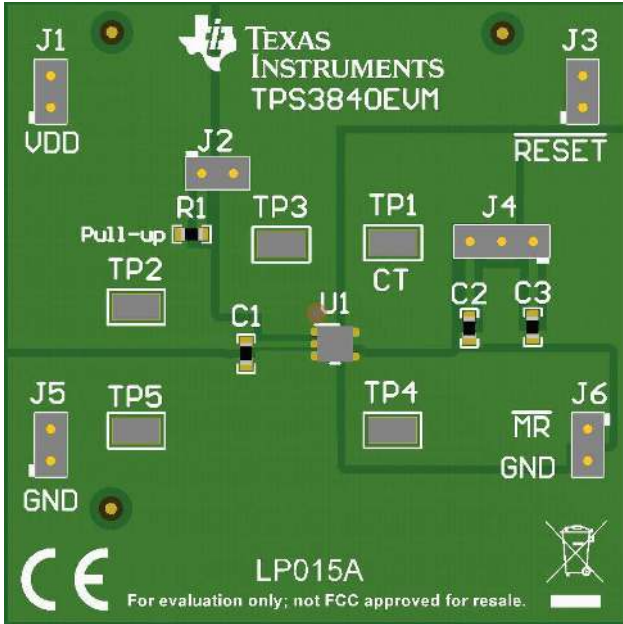 J1
TEXAS
INSTRUMENTS
TPS3840EVM
J3
VDD
J2
RESET
R1
TP3
TP1
J4
Pull-up
TP2
CT
C1
U1
C2
C3
J5
TP5
TP4
J6
MR
GND
GND
CE
LP015A
For evaluation only; not FCC approved for resale.